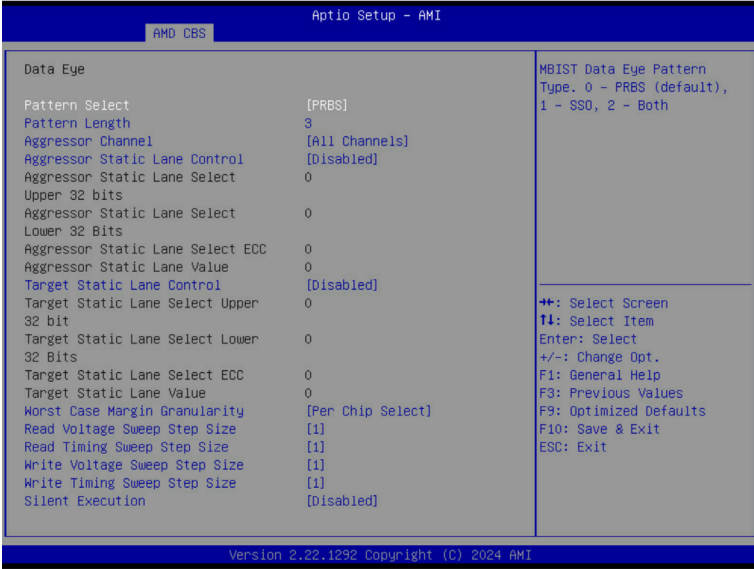 Aptio Setup - AMI
AMD CBS
Data Eye
Pattern Select [PRBS]
Pattern Length 3
Aggressor Channel [All Channels]
Aggressor Static Lane Control [Disabled]
Aggressor Static Lane Select 0
Upper 32 bits
Aggressor Static Lane Select 0
Lower 32 Bits
Aggressor Static Lane Select ECC 0
Aggressor Static Lane Value 0
Target Static Lane Control [Disabled]
Target Static Lane Select Upper 0
32 bit
Target Static Lane Select Lower 0
32 Bits
Target Static Lane Select ECC 0
Target Static Lane Value 0
Worst Case Margin Granularity [Per Chip Select]
Read Voltage Sweep Step Size [1]
Read Timing Sweep Step Size [1]
Write Voltage Sweep Step Size [1]
Write Timing Sweep Step Size [1]
Silent Execution [Disabled]
MBIST Data Eye Pattern
Type. 0 - PRBS (default),
1 - SSO, 2 - Both
→←: Select Screen
↑↓: Select Item
Enter: Select
+/-: Change Opt.
F1: General Help
F3: Previous Values
F9: Optimized Defaults
F10: Save & Exit
ESC: Exit
Version 2.22.1292 Copyright (C) 2024 AMI